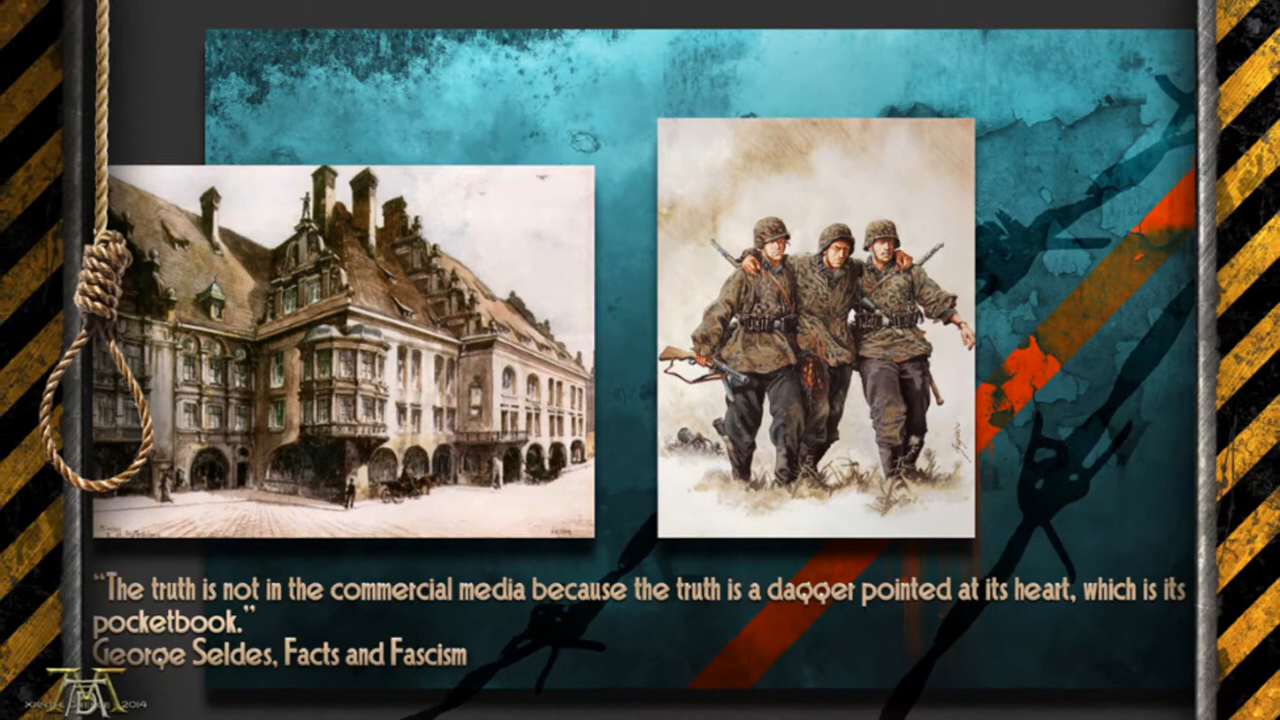 “The truth is not in the commercial media because the truth is a dagger pointed at its heart, which is its
pocketbook.”
George Seldes, Facts and Fascism
2014